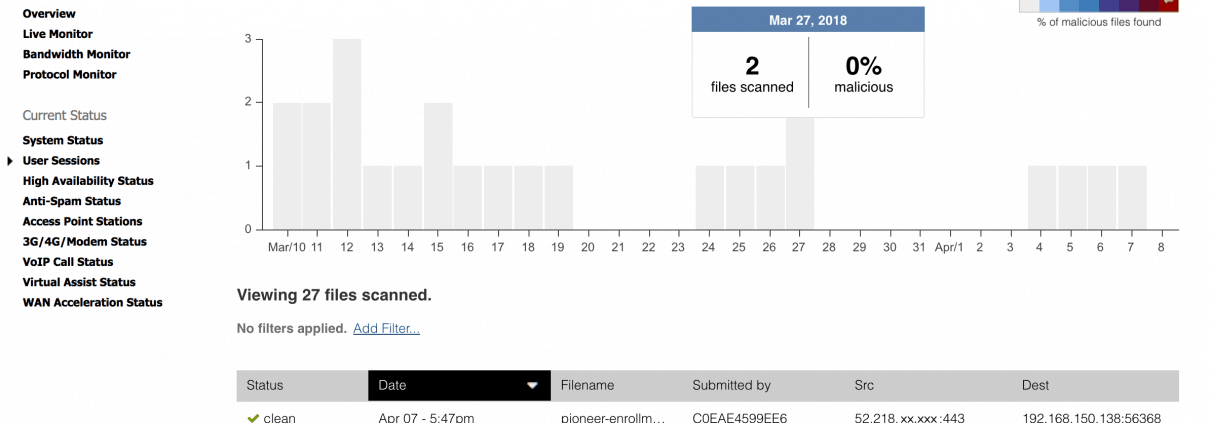 Overview
Live Monitor
Bandwidth Monitor
Protocol Monitor
Current Status
System Status
User Sessions
High Availability Status
Anti-Spam Status
Access Point Stations
3G/4G/Modem Status
VoIP Call Status
Virtual Assist Status
WAN Acceleration Status
% of malicious files found
Mar 27, 2018
2 0%
files scanned malicious
3
2
1
0
Mar/10 11 12 13 14 15 16 17 18 19 20 21 22 23 24 25 26 27 28 29 30 31 Apr/1 2 3 4 5 6 7 8
Viewing 27 files scanned.
No filters applied. Add Filter...
Status Date Filename Submitted by Src Dest
clean Apr 07 - 5:47pm pioneer-enrollm... C0EAE4599EE6 52.218.xx.xxx:443 192.168.150.138:56368